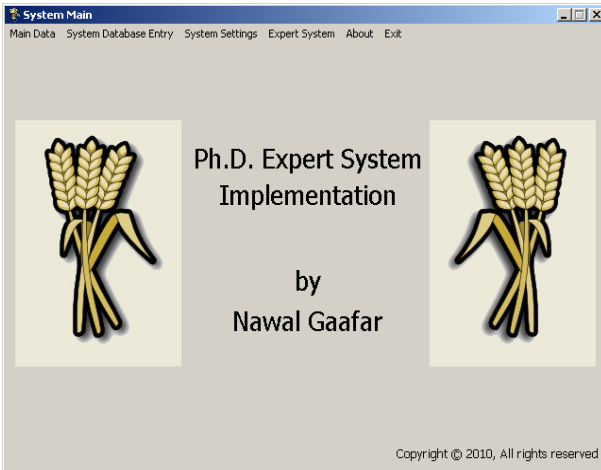 System Main
Main Data System Database Entry System Settings Expert System About Exit
Ph.D. Expert System
Implementation
by
Nawal Gaafar
Copyright © 2010, All rights reserved